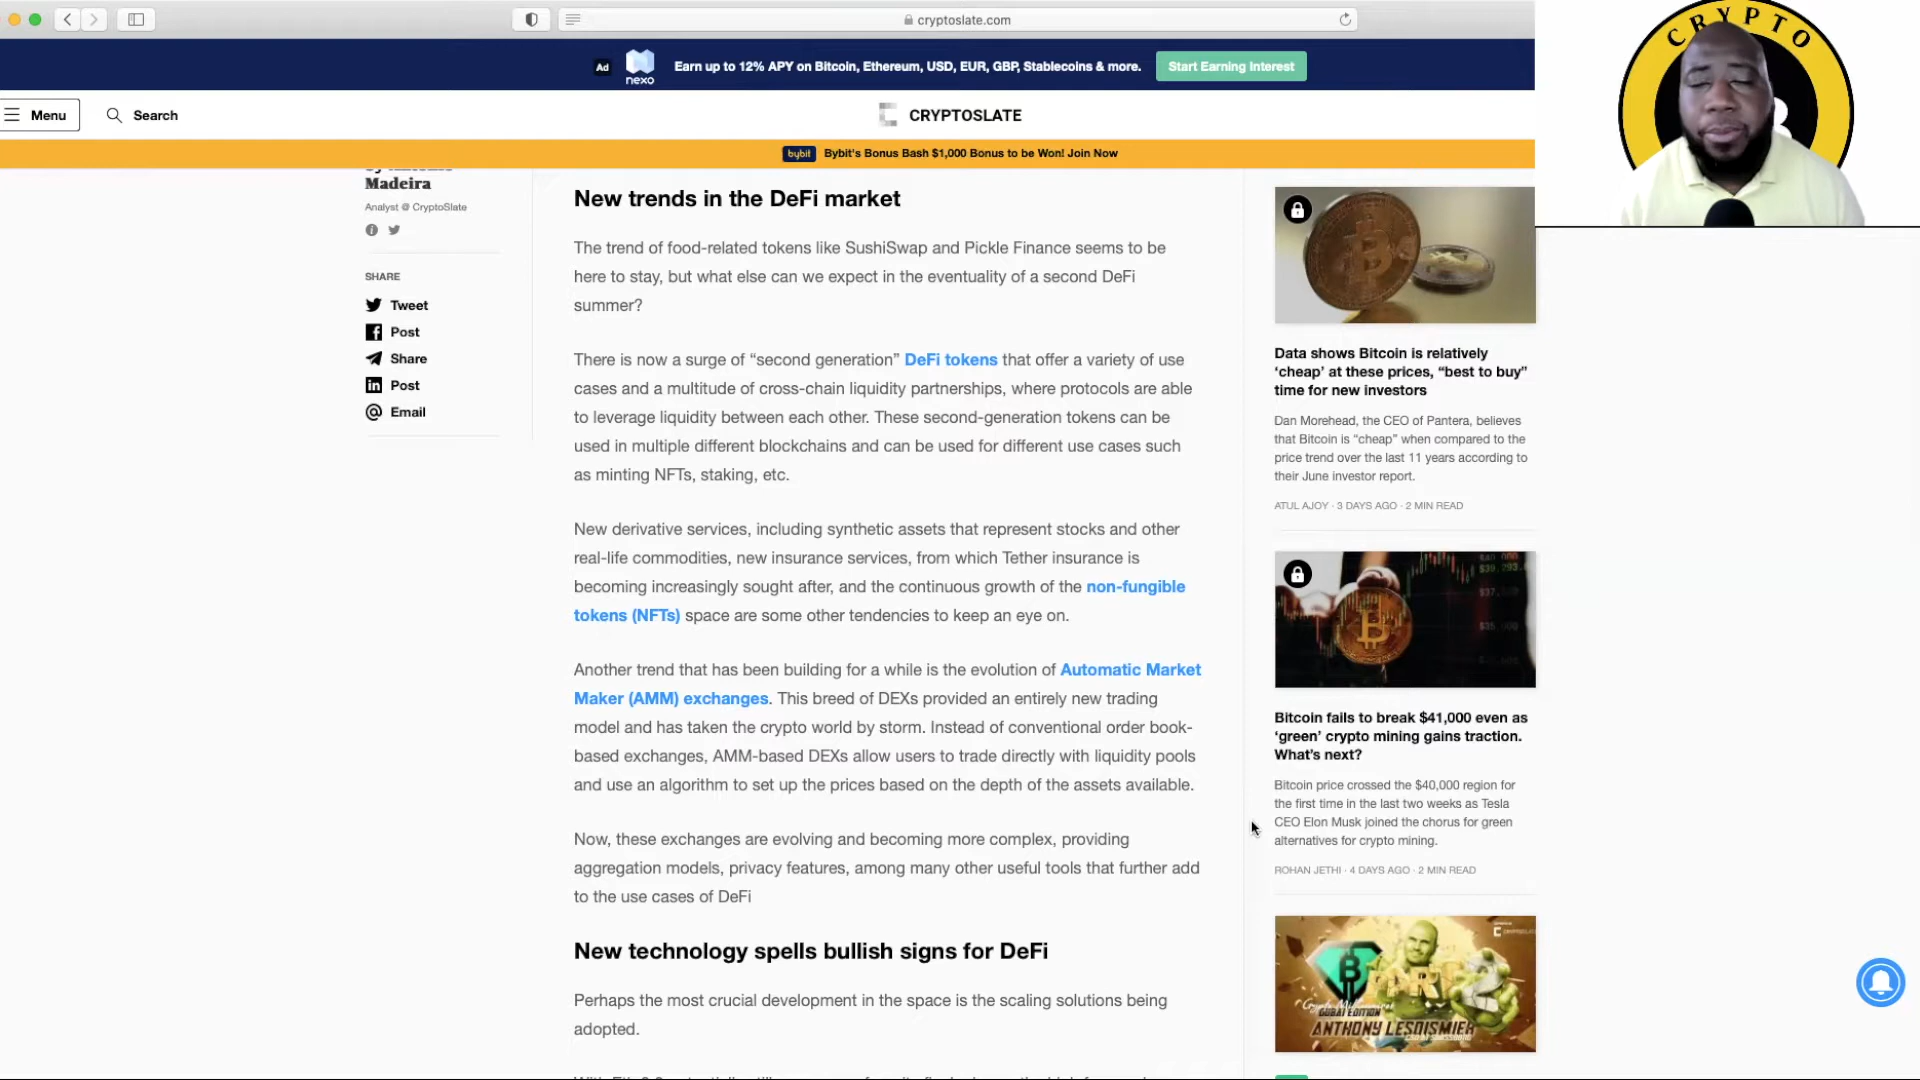 cryptoslate.com
Ad
nexo
Earn up to 12% APY on Bitcoin, Ethereum, USD, EUR, GBP, Stablecoins & more.
Start Earning Interest
Menu
Search
CRYPTOSLATE
bybit
Bybit's Bonus Bash $1,000 Bonus to be Won! Join Now
CRYPTO
Madeira
Analyst @ CryptoSlate
SHARE
Tweet
Post
Share
Post
Email
New trends in the DeFi market
The trend of food-related tokens like SushiSwap and Pickle Finance seems to be
here to stay, but what else can we expect in the eventuality of a second DeFi
summer?
There is now a surge of “second generation” DeFi tokens that offer a variety of use
cases and a multitude of cross-chain liquidity partnerships, where protocols are able
to leverage liquidity between each other. These second-generation tokens can be
used in multiple different blockchains and can be used for different use cases such
as minting NFTs, staking, etc.
New derivative services, including synthetic assets that represent stocks and other
real-life commodities, new insurance services, from which Tether insurance is
becoming increasingly sought after, and the continuous growth of the non-fungible
tokens (NFTs) space are some other tendencies to keep an eye on.
Another trend that has been building for a while is the evolution of Automatic Market
Maker (AMM) exchanges. This breed of DEXs provided an entirely new trading
model and has taken the crypto world by storm. Instead of conventional order book-
based exchanges, AMM-based DEXs allow users to trade directly with liquidity pools
and use an algorithm to set up the prices based on the depth of the assets available.
Now, these exchanges are evolving and becoming more complex, providing
aggregation models, privacy features, among many other useful tools that further add
to the use cases of DeFi
New technology spells bullish signs for DeFi
Perhaps the most crucial development in the space is the scaling solutions being
adopted.
Data shows Bitcoin is relatively
‘cheap’ at these prices, “best to buy”
time for new investors
Dan Morehead, the CEO of Pantera, believes
that Bitcoin is “cheap” when compared to the
price trend over the last 11 years according to
their June investor report.
ATUL AJOY · 3 DAYS AGO · 2 MIN READ
Bitcoin fails to break $41,000 even as
‘green’ crypto mining gains traction.
What’s next?
Bitcoin price crossed the $40,000 region for
the first time in the last two weeks as Tesla
CEO Elon Musk joined the chorus for green
alternatives for crypto mining.
ROHAN JETHI · 4 DAYS AGO · 2 MIN READ
DUBAI EDITION
ANTHONY LESOISMIER